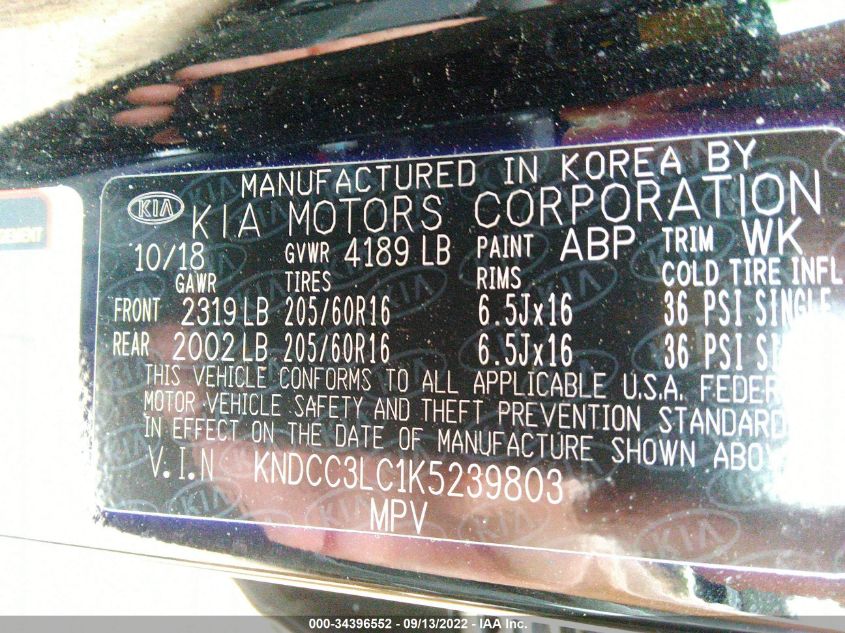 MANUFACTURED IN KOREA BY
KIA KIA MOTORS CORPORATION
10/18 GVWR 4189 LB PAINT ABP TRIM WK
GAWR TIRES RIMS COLD TIRE INFL
FRONT 2319 LB 205/60R16 6.5Jx16 36 PSI SINGLE
REAR 2002 LB 205/60R16 6.5Jx16 36 PSI
THIS VEHICLE CONFORMS TO ALL APPLICABLE U.S.A. FEDER
MOTOR VEHICLE SAFETY AND THEFT PREVENTION STANDARD
IN EFFECT ON THE DATE OF MANUFACTURE SHOWN ABOV
V.I.N KNDCC3LC1K5239803
MPV
000-34396552 - 09/13/2022 - IAA Inc.